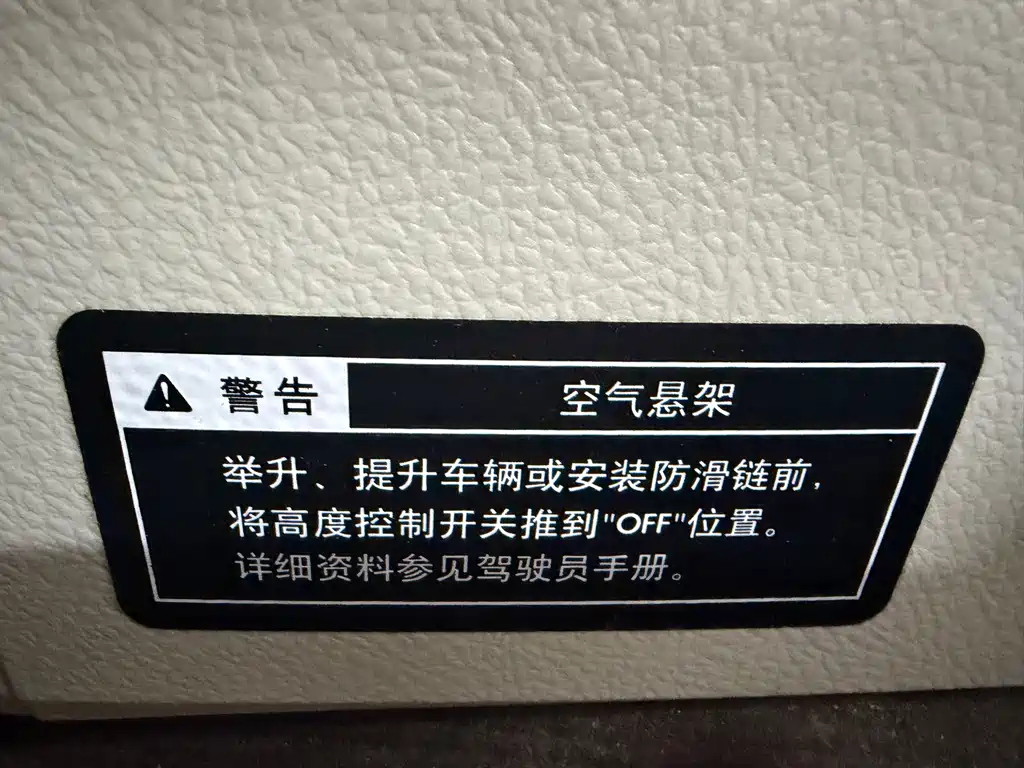 警告
空气悬架
举升、提升车辆或安装防滑链前,
将高度控制开关推到"OFF"位置。
详细资料参见驾驶员手册。